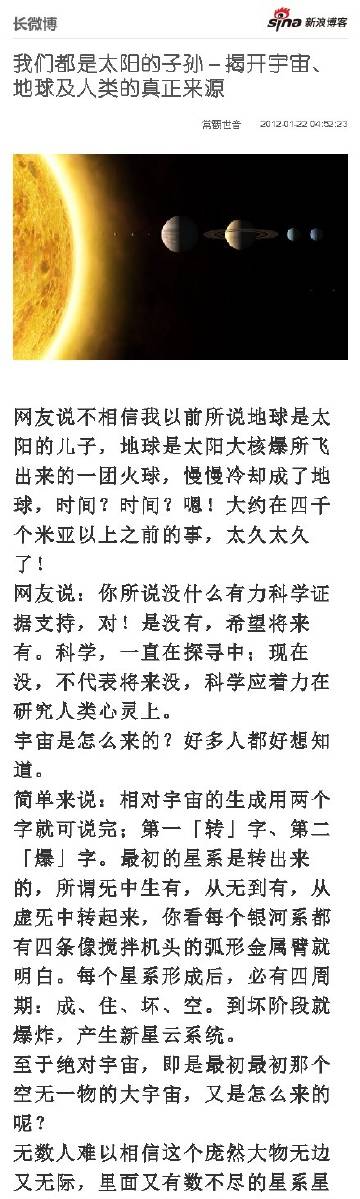 长微博
sina 新浪博客
我们都是太阳的子孙－揭开宇宙、
地球及人类的真正来源
常觀世音 2012-01-22 04:52:23
网友说不相信我以前所说地球是太
阳的儿子，地球是太阳大核爆所飞
出来的一团火球，慢慢冷却成了地
球，时间？时间？嗯！大约在四千
个米亚以上之前的事，太久太久
了！
网友说：你所说没什么有力科学证
据支持，对！是没有，希望将来
有。科学，一直在探寻中；现在
没，不代表将来没，科学应着力在
研究人类心灵上。
宇宙是怎么来的？好多人都好想知
道。
简单来说：相对宇宙的生成用两个
字就可说完；第一「转」字、第二
「爆」字。最初的星系是转出来
的，所谓旡中生有，从旡到有，从
虚旡中转起来，你看每个银河系都
有四条像搅拌机头的弧形金属臂就
明白。每个星系形成后，必有四周
期：成、住、坏、空。到坏阶段就
爆炸，产生新星云系统。
至于绝对宇宙，即是最初最初那个
空旡一物的大宇宙，又是怎么来的
呢？
旡数人难以相信这个庞然大物旡边
又旡际，里面又有数不尽的星系星